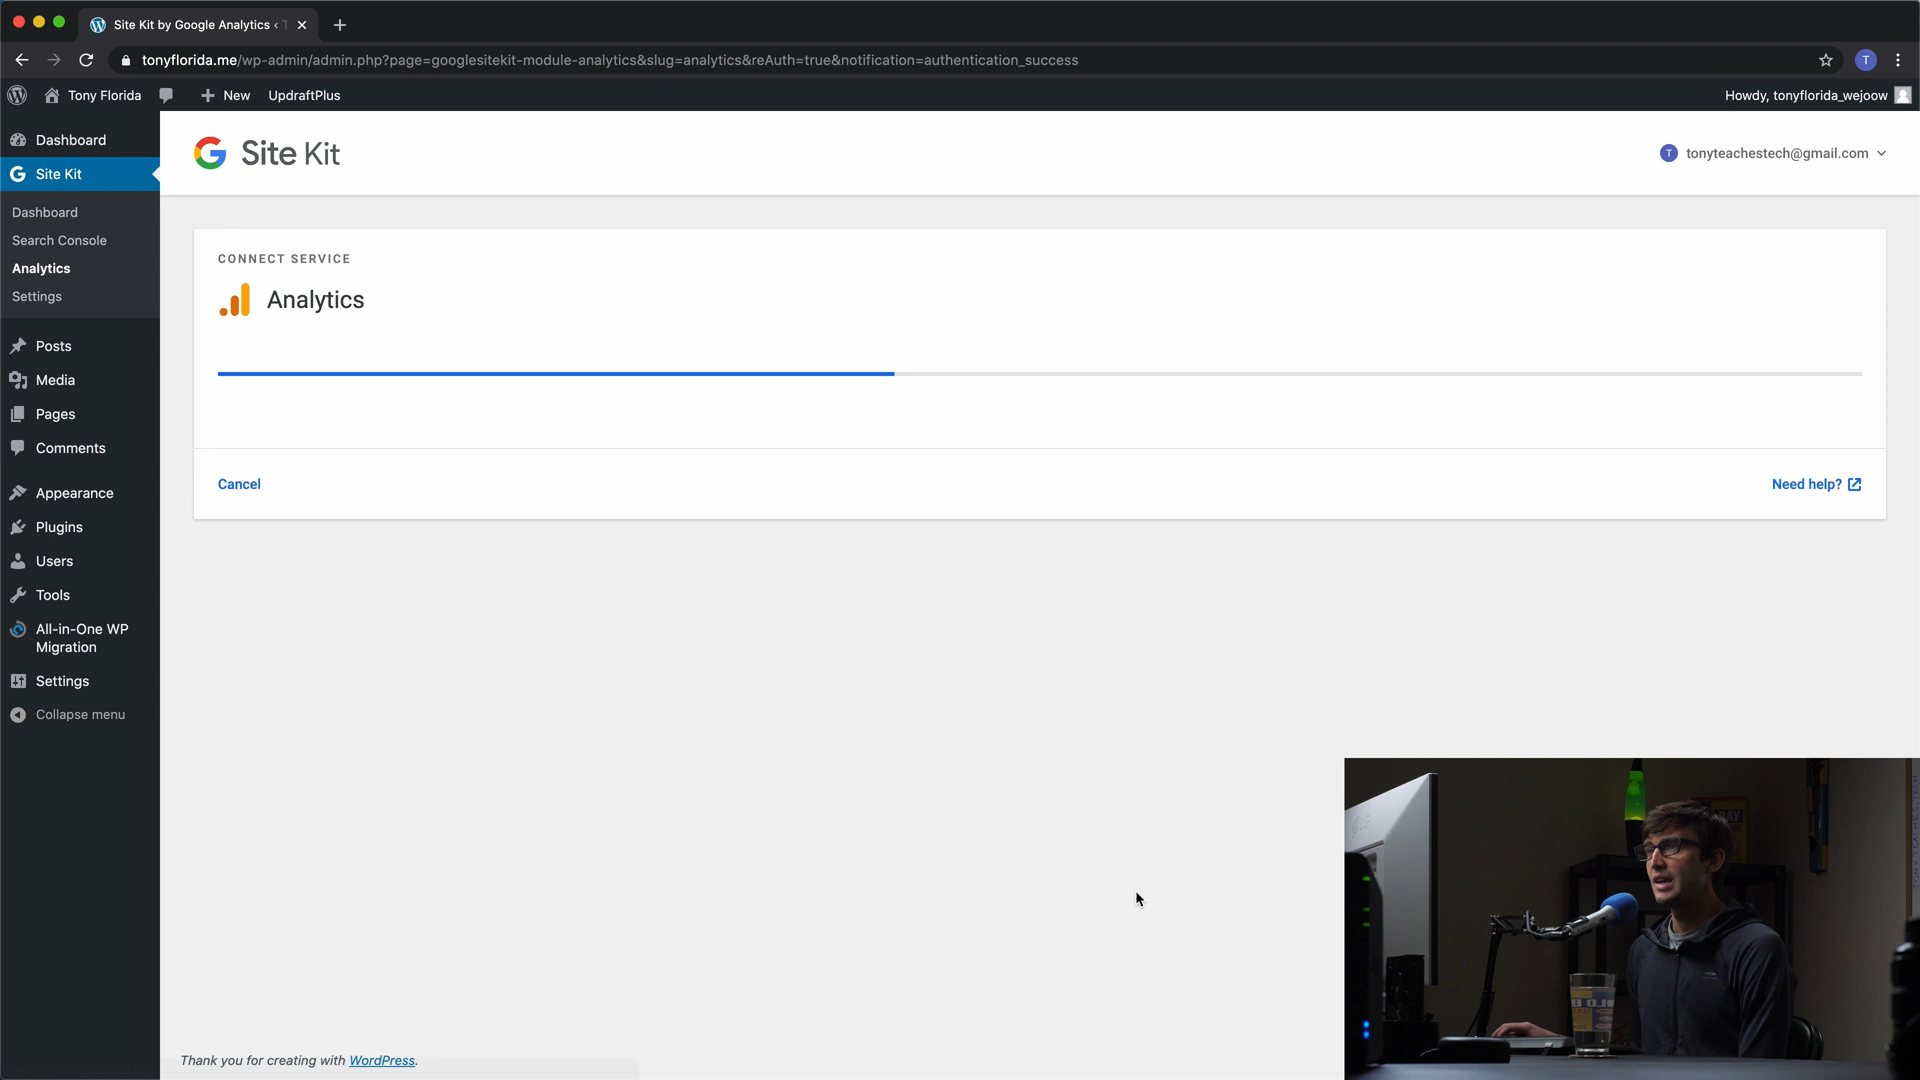 Site Kit by Google Analytics ‹ T
tonyflorida.me/wp-admin/admin.php?page=googlesitekit-module-analytics&slug=analytics&reAuth=true&notification=authentication_success
T
Tony Florida
New
UpdraftPlus
Howdy, tonyflorida_wejoow
Dashboard
Site Kit
Dashboard
Search Console
Analytics
Settings
Posts
Media
Pages
Comments
Appearance
Plugins
Users
Tools
All-in-One WP
Migration
Settings
Collapse menu
Site Kit
T
tonyteachestech@gmail.com
CONNECT SERVICE
Analytics
Cancel
Need help?
Thank you for creating with WordPress.